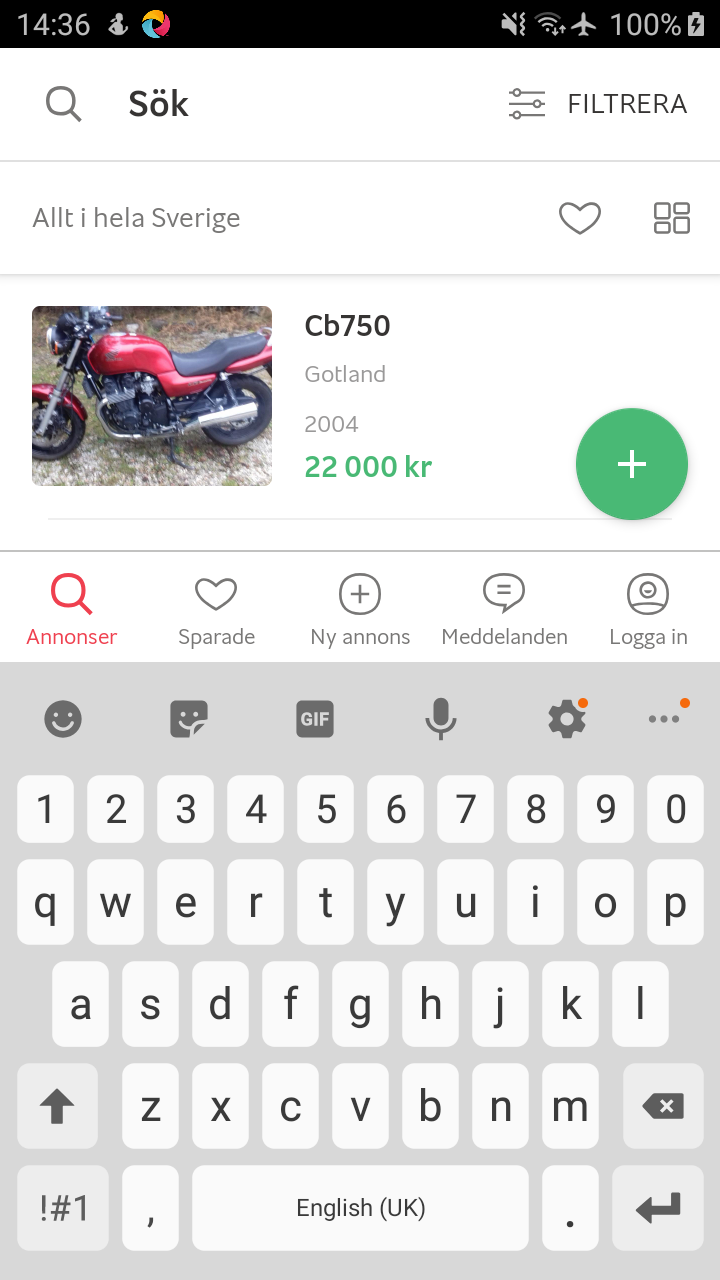 14:36 100%
Sök FILTRERA
Allt i hela Sverige
Cb750
Gotland
2004
22 000 kr
Annonser Sparade Ny annons Meddelanden Logga in
GIF
1 2 3 4 5 6 7 8 9 0
q w e r t y u i o p
a s d f g h j k l
z x c v b n m
!#1 , English (UK) .